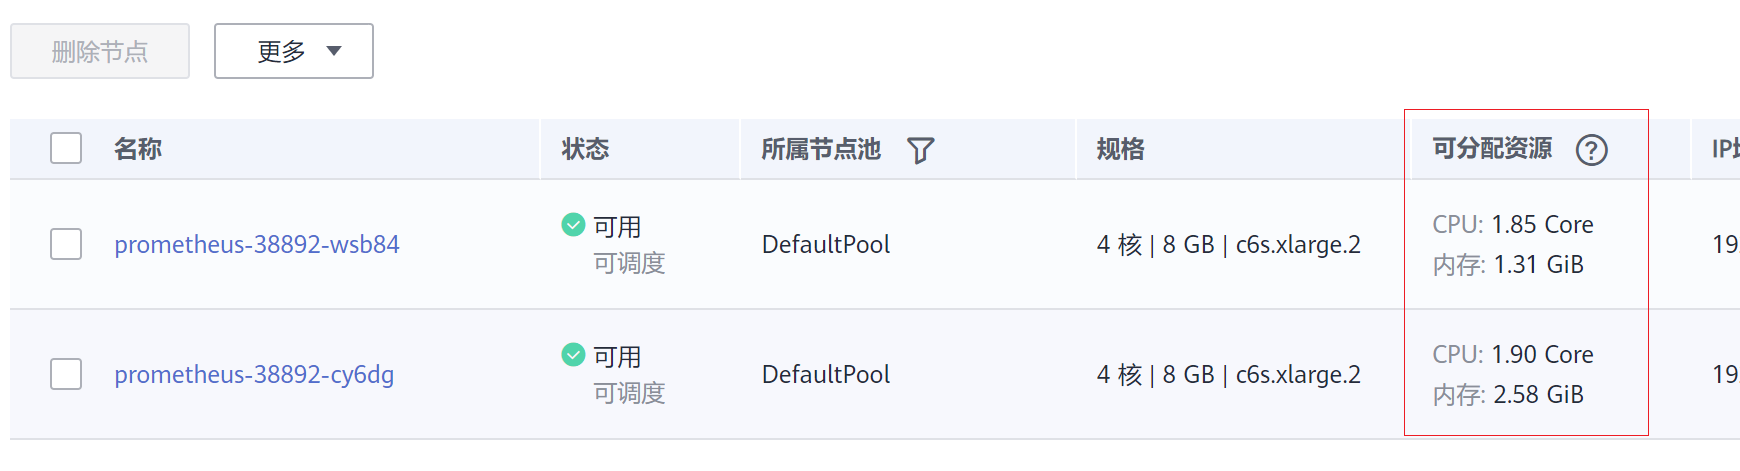 删除节点 更多
名称 状态 所属节点池 规格 可分配资源 ? IP
prometheus-38892-wsb84 可用 可调度 DefaultPool 4 核 | 8 GB | c6s.xlarge.2 CPU: 1.85 Core 内存: 1.31 GiB 19
prometheus-38892-cy6dg 可用 可调度 DefaultPool 4 核 | 8 GB | c6s.xlarge.2 CPU: 1.90 Core 内存: 2.58 GiB 19